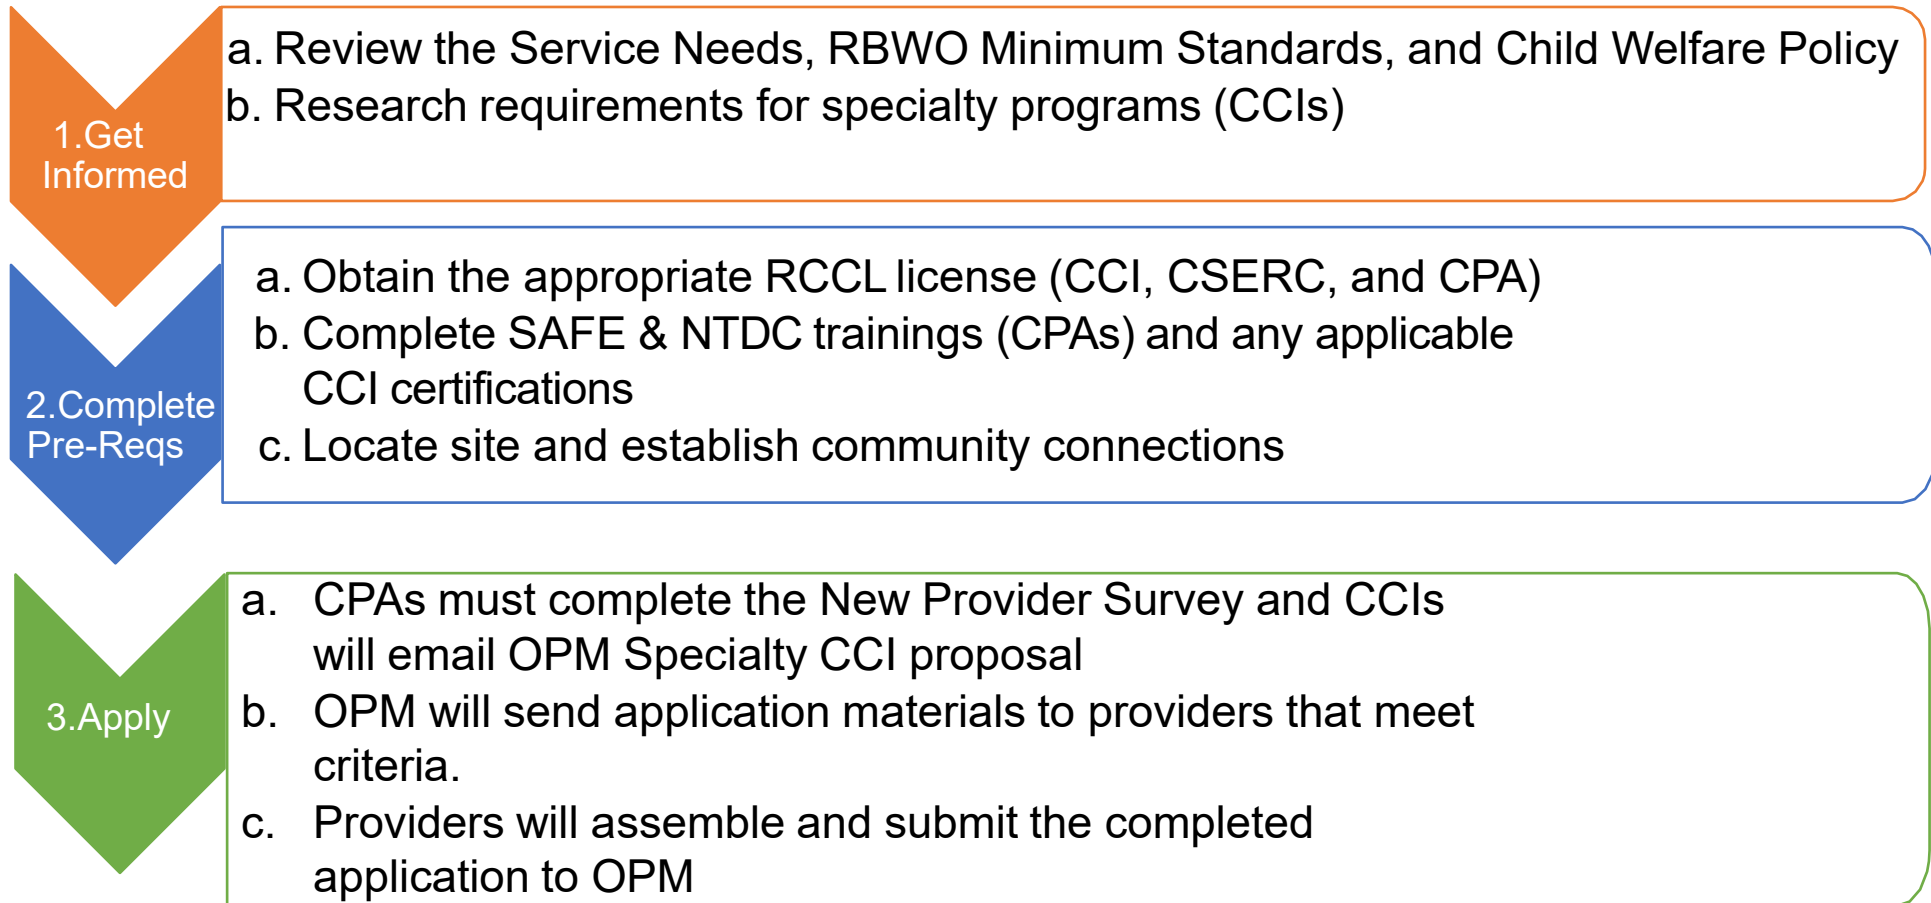 1.Get
Informed
a. Review the Service Needs, RBWO Minimum Standards, and Child Welfare Policy
b. Research requirements for specialty programs (CCIs)
2.Complete
Pre-Reqs
a. Obtain the appropriate RCCL license (CCI, CSERC, and CPA)
b. Complete SAFE & NTDC trainings (CPAs) and any applicable
CCI certifications
c. Locate site and establish community connections
3.Apply
a. CPAs must complete the New Provider Survey and CCIs
will email OPM Specialty CCI proposal
b. OPM will send application materials to providers that meet
criteria.
c. Providers will assemble and submit the completed
application to OPM